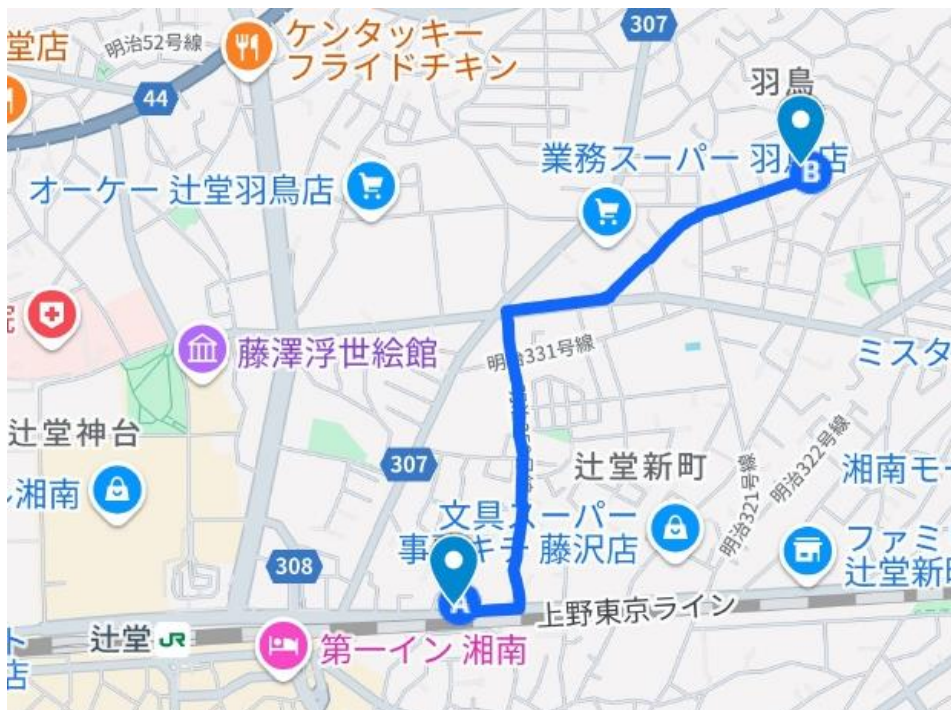 堂店
明治52号線
ケンタッキー
フライドチキン
307
44
羽鳥
オーケー 辻堂羽鳥店
業務スーパー 羽
店
B
院
藤澤浮世絵館
明治331号線
ミスタ
辻堂神台
307
辻堂新町
明治321号線
明治322号線
湘南モー
湘南
文具スーパー
藤沢店
308
ファミ
辻堂新町
A
上野東京ライン
辻堂 JR
第一イン 湘南
ト
店